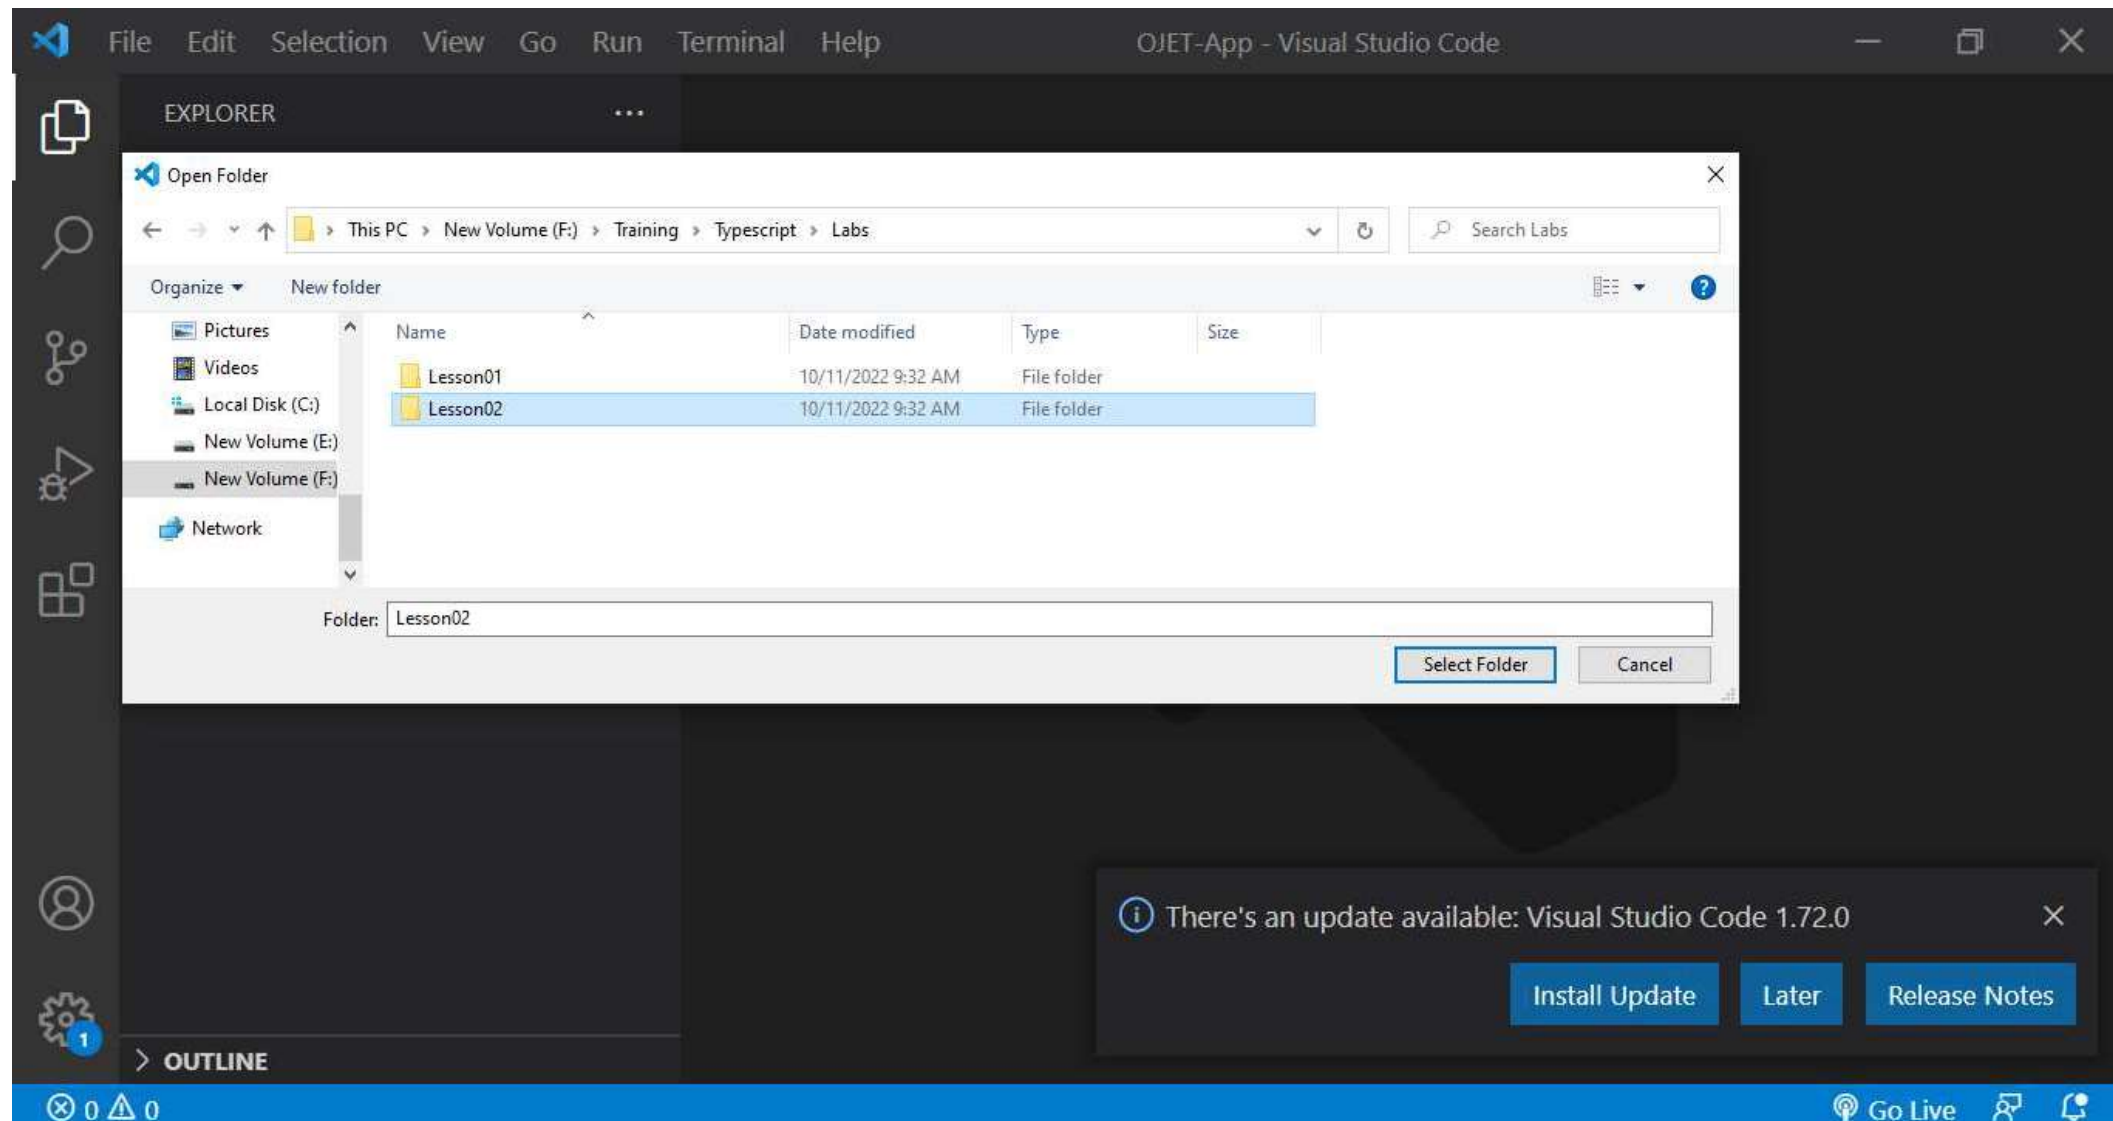 File Edit Selection View Go Run Terminal Help OJET-App - Visual Studio Code
EXPLORER
Open Folder
This PC New Volume (F:) Training Typescript Labs Search Labs
Organize New folder
Name Date modified Type Size
Pictures
Videos
Local Disk (C:)
New Volume (E:)
New Volume (F:)
Network
Lesson01 10/11/2022 9:32 AM File folder
Lesson02 10/11/2022 9:32 AM File folder
Folder: Lesson02
Select Folder Cancel
There's an update available: Visual Studio Code 1.72.0
Install Update Later Release Notes
1
OUTLINE
0 0 Go Live